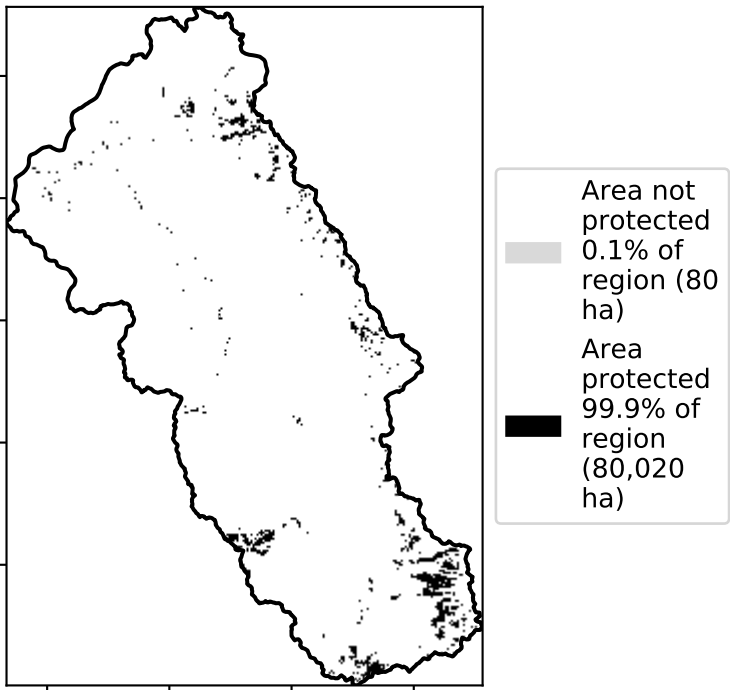 Area not
protected
0.1% of
region (80
ha)
Area
protected
99.9% of
region
(80,020
ha)